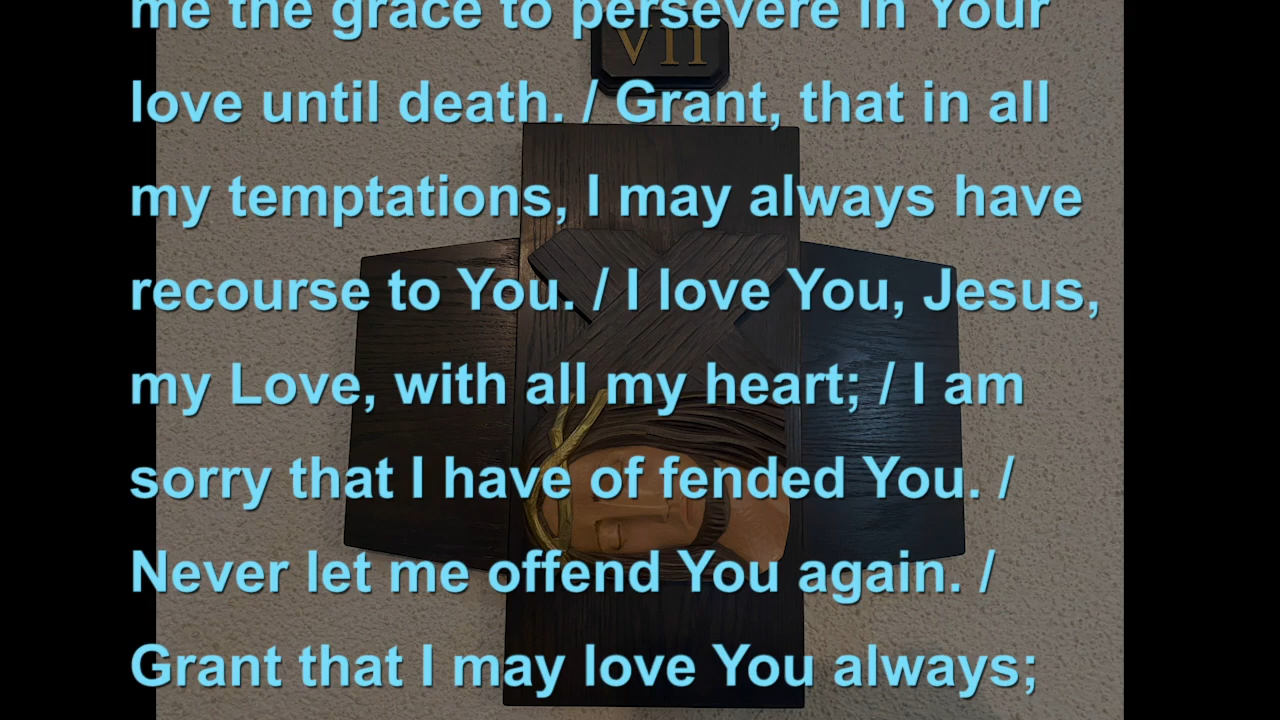 me the grace to persevere in Your
VII
love until death. / Grant, that in all
my temptations, I may always have
recourse to You. / I love You, Jesus,
my Love, with all my heart; / I am
sorry that I have of fended You. /
Never let me offend You again. /
Grant that I may love You always;